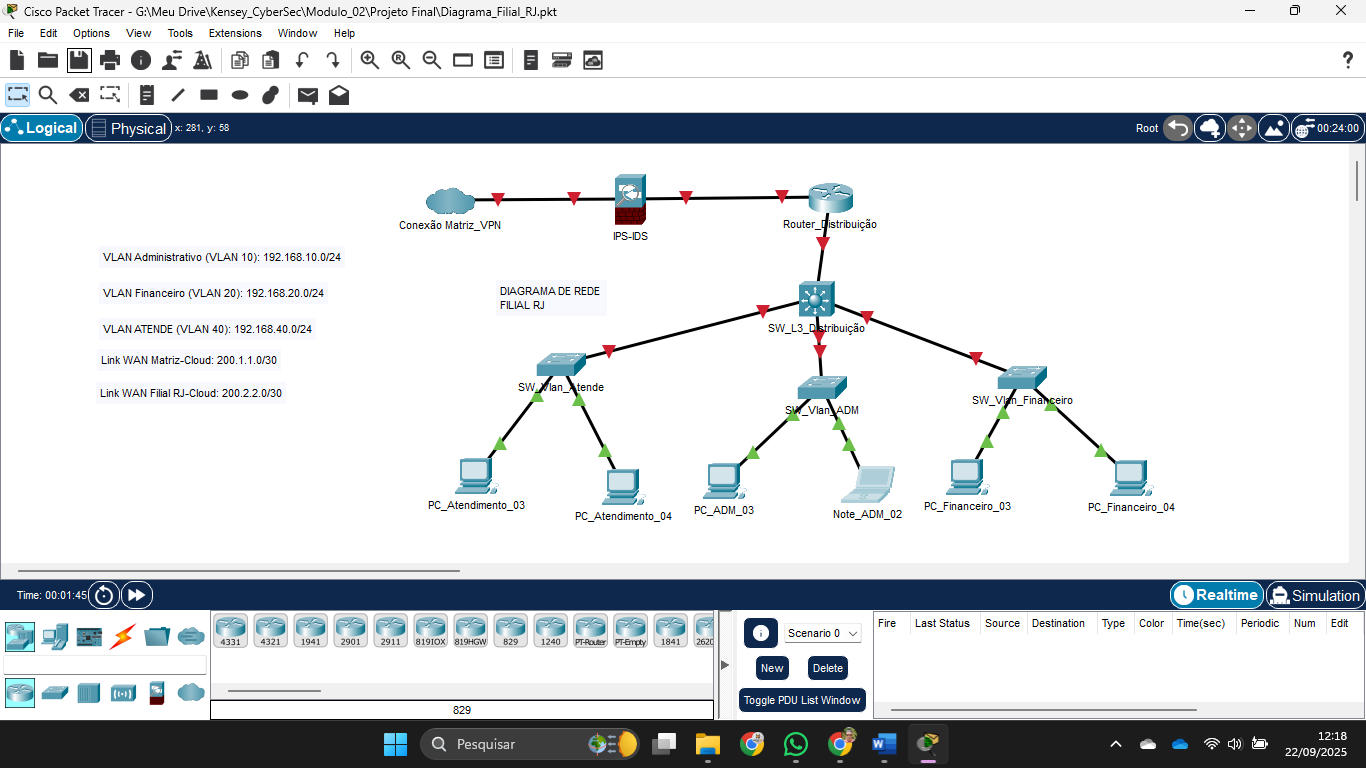 Cisco Packet Tracer - G:\Meu Drive\Kensey_CyberSec\Modulo_02\Projeto Final\Diagrama_Filial_RJ.pkt
File Edit Options View Tools Extensions Window Help
Logical Physical x: 281, y: 58 Root 00:24:00
Conexão Matriz_VPN
IPS-IDS
Router_Distribuição
VLAN Administrativo (VLAN 10): 192.168.10.0/24
VLAN Financeiro (VLAN 20): 192.168.20.0/24
VLAN ATENDE (VLAN 40): 192.168.40.0/24
Link WAN Matriz-Cloud: 200.1.1.0/30
Link WAN Filial RJ-Cloud: 200.2.2.0/30
DIAGRAMA DE REDE
FILIAL RJ
SW_L3_Distribuição
SW_Vlan_Atende
SW_Vlan_ADM
SW_Vlan_Financeiro
PC_Atendimento_03
PC_Atendimento_04
PC_ADM_03
Note_ADM_02
PC_Financeiro_03
PC_Financeiro_04
Time: 00:01:45
Realtime Simulation
4331 4321 1941 2901 2911 819IOX 819HGW 829 1240 PT-Router PT-Empty 1841 2620
829
Scenario 0
New Delete
Toggle PDU List Window
Fire Last Status Source Destination Type Color Time(sec) Periodic Num Edit
Pesquisar
12:18
22/09/2025